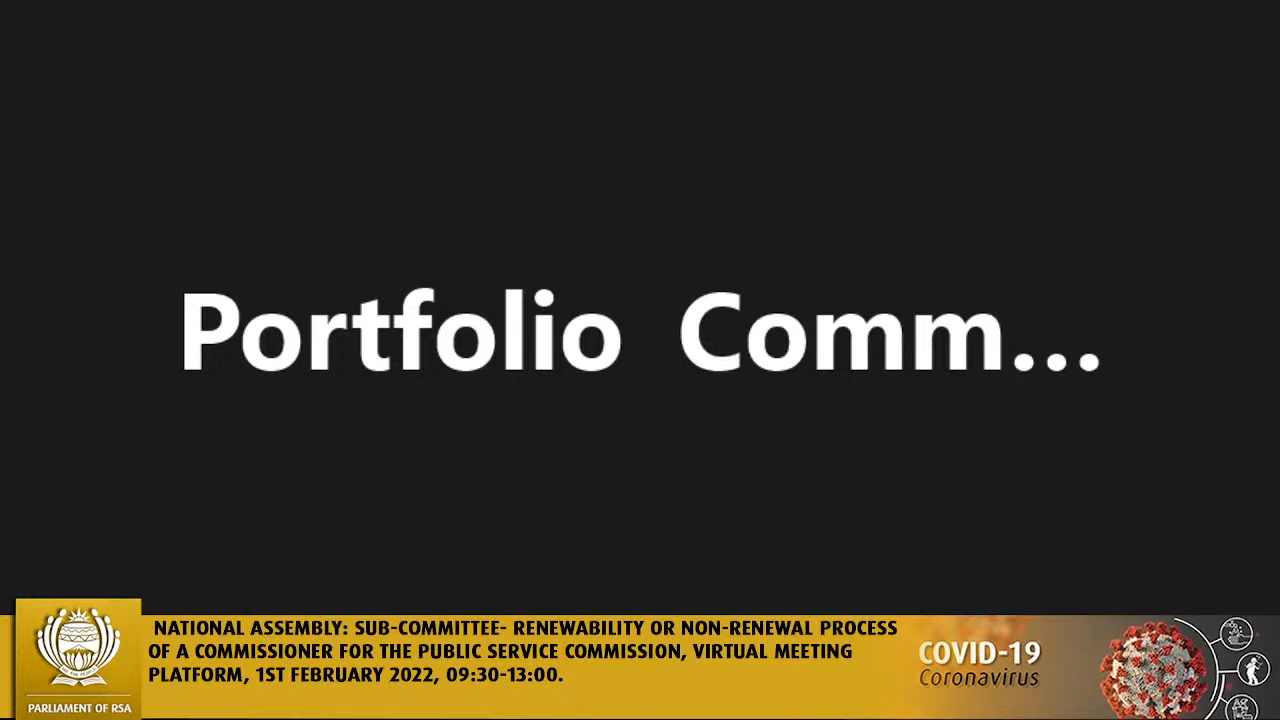 Portfolio Comm...
NATIONAL ASSEMBLY: SUB-COMMITTEE- RENEWABILITY OR NON-RENEWAL PROCESS
OF A COMMISSIONER FOR THE PUBLIC SERVICE COMMISSION, VIRTUAL MEETING
PLATFORM, 1ST FEBRUARY 2022, 09:30-13:00.
COVID-19
Coronavirus
PARLIAMENT OF RSA